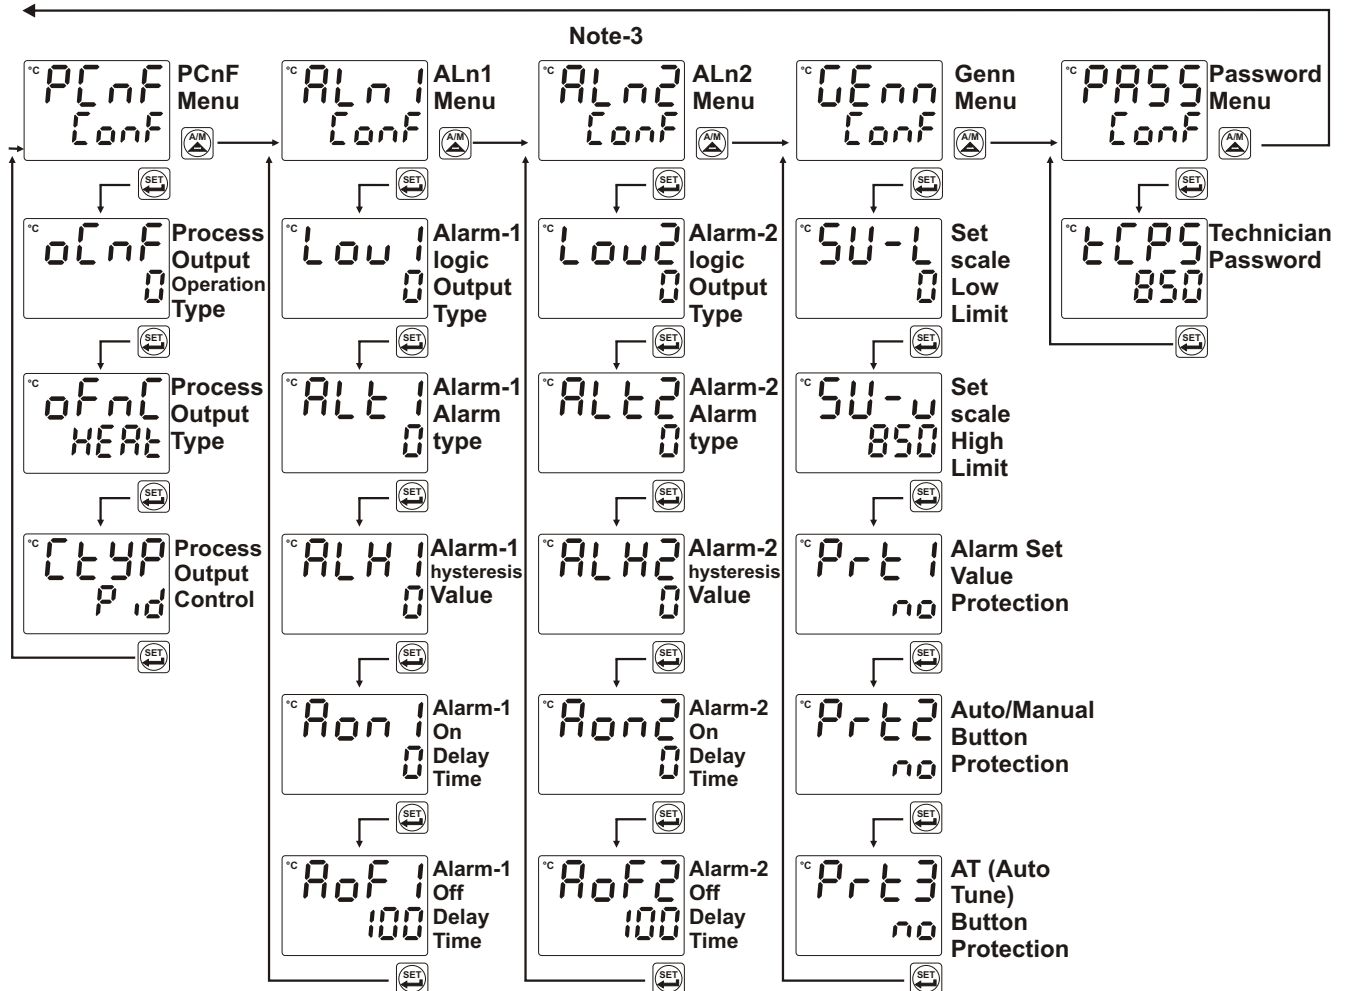 Note-3
°C PCnF
ConF
PCnF
Menu
A/M
SET
°C oCnF
0
Process
Output
Operation
Type
SET
°C oFnC
HEAt
Process
Output
Type
SET
°C CtyP
Pid
Process
Output
Control
SET
°C ALn1
ConF
ALn1
Menu
A/M
SET
°C Lou1
0
Alarm-1
logic
Output
Type
SET
°C ALt1
0
Alarm-1
Alarm
type
SET
°C ALH1
0
Alarm-1
hysteresis
Value
SET
°C Aon1
0
Alarm-1
On
Delay
Time
SET
°C AoF1
100
Alarm-1
Off
Delay
Time
SET
°C ALn2
ConF
ALn2
Menu
A/M
SET
°C Lou2
0
Alarm-2
logic
Output
Type
SET
°C ALt2
0
Alarm-2
Alarm
type
SET
°C ALH2
0
Alarm-2
hysteresis
Value
SET
°C Aon2
0
Alarm-2
On
Delay
Time
SET
°C AoF2
100
Alarm-2
Off
Delay
Time
SET
°C GEnn
ConF
Genn
Menu
A/M
SET
°C SU-L
0
Set
scale
Low
Limit
SET
°C SU-u
850
Set
scale
High
Limit
SET
°C Prt1
no
Alarm Set
Value
Protection
SET
°C Prt2
no
Auto/Manual
Button
Protection
SET
°C Prt3
no
AT (Auto
Tune)
Button
Protection
SET
°C PASS
ConF
Password
Menu
A/M
SET
°C tCPS
850
Technician
Password
SET